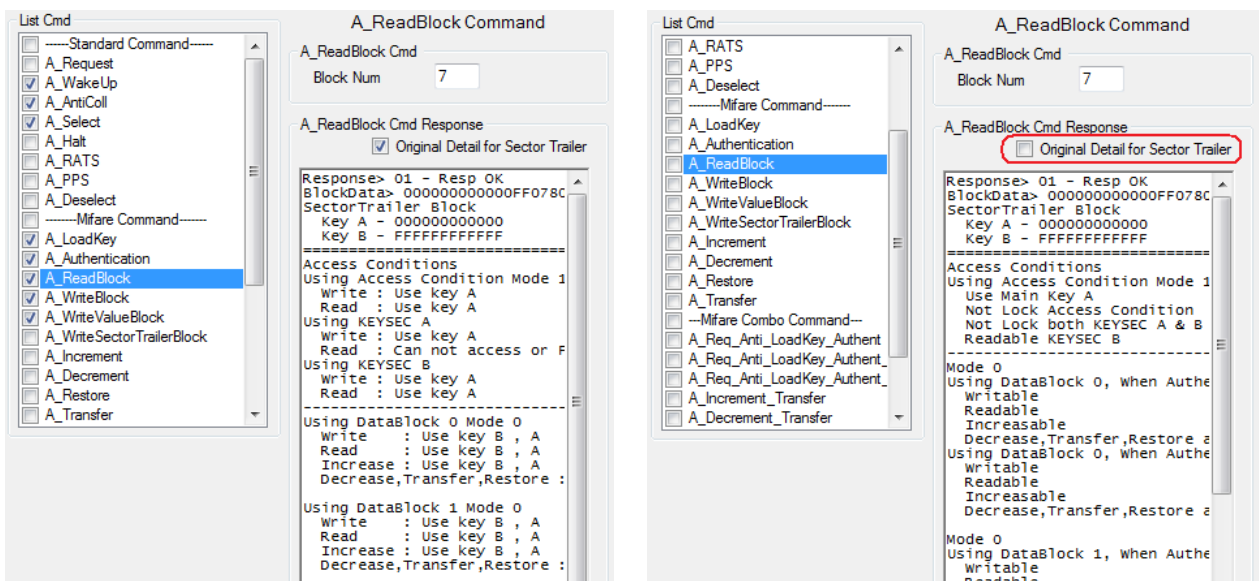 List Cmd
------Standard Command------
A_Request
A_WakeUp
A_AntiColl
A_Select
A_Halt
A_RATS
A_PPS
A_Deselect
--------Mifare Command-------
A_LoadKey
A_Authentication
A_ReadBlock
A_WriteBlock
A_WriteValueBlock
A_WriteSectorTrailerBlock
A_Increment
A_Decrement
A_Restore
A_Transfer
A_ReadBlock Command
A_ReadBlock Cmd
Block Num 7
A_ReadBlock Cmd Response
Original Detail for Sector Trailer
Response> 01 - Resp OK
BlockData> 000000000000FF078C
SectorTrailer Block
Key A - 000000000000
Key B - FFFFFFFFFFFF
==============================
Access Conditions
Using Access Condition Mode 1
Write : Use key A
Read : Use key A
Using KEYSEC A
Write : Use key A
Read : Can not access or F
Using KEYSEC B
Write : Use key A
Read : Use key A
------------------------------
Using DataBlock 0 Mode 0
Write : Use key B , A
Read : Use key B , A
Increase : Use key B , A
Decrease,Transfer,Restore :
Using DataBlock 1 Mode 0
Write : Use key B , A
Read : Use key B , A
Increase : Use key B , A
Decrease,Transfer,Restore :
List Cmd
A_RATS
A_PPS
A_Deselect
--------Mifare Command-------
A_LoadKey
A_Authentication
A_ReadBlock
A_WriteBlock
A_WriteValueBlock
A_WriteSectorTrailerBlock
A_Increment
A_Decrement
A_Restore
A_Transfer
---Mifare Combo Command---
A_Req_Anti_LoadKey_Authent
A_Req_Anti_LoadKey_Authent_
A_Req_Anti_LoadKey_Authent_
A_Increment_Transfer
A_Decrement_Transfer
A_ReadBlock Command
A_ReadBlock Cmd
Block Num 7
A_ReadBlock Cmd Response
Original Detail for Sector Trailer
Response> 01 - Resp OK
BlockData> 000000000000FF078C
SectorTrailer Block
Key A - 000000000000
Key B - FFFFFFFFFFFF
==============================
Access Conditions
Using Access Condition Mode 1
Use Main Key A
Not Lock Access Condition
Not Lock both KEYSEC A & B
Readable KEYSEC B
------------------------------
Mode 0
Using DataBlock 0, When Authe
Writable
Readable
Increasable
Decrease,Transfer,Restore a
Using DataBlock 0, When Authe
Writable
Readable
Increasable
Decrease,Transfer,Restore a
Mode 0
Using DataBlock 1, When Authe